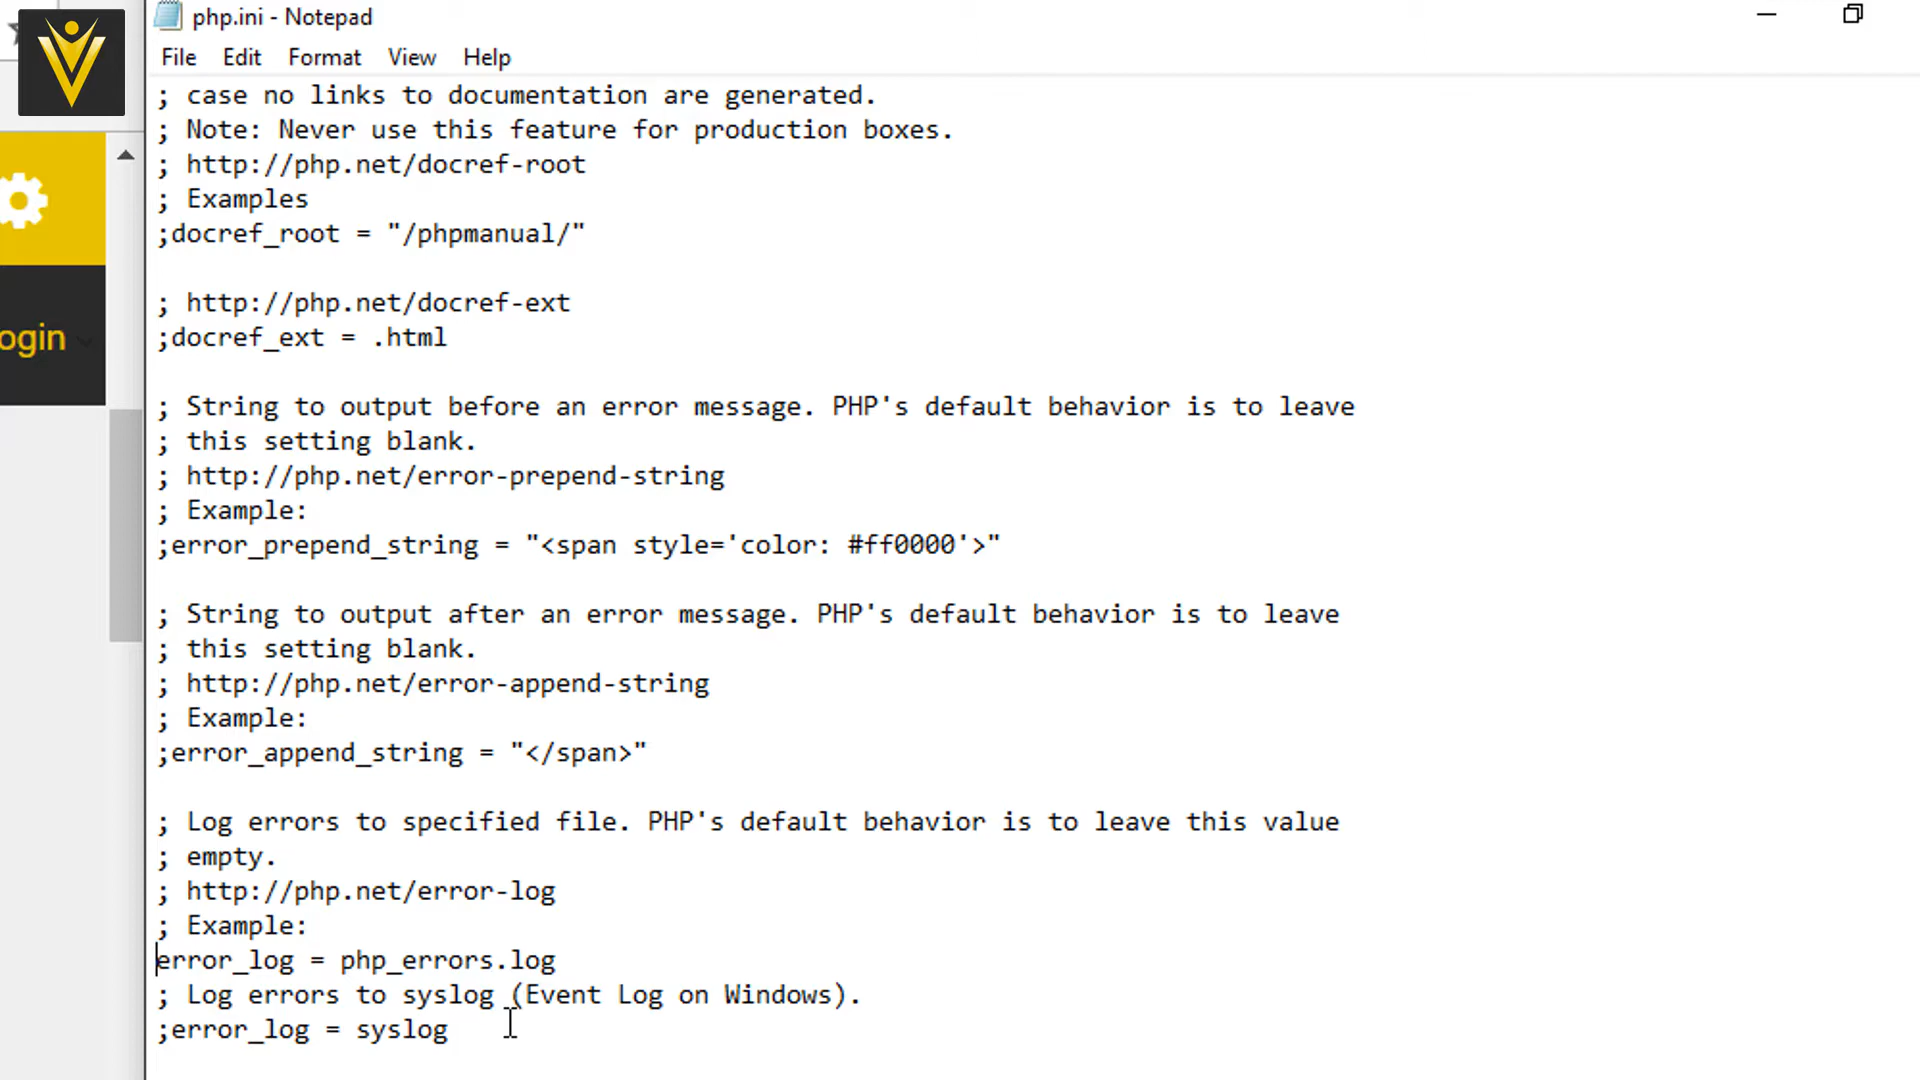 php.ini - Notepad
File Edit Format View Help
; case no links to documentation are generated.
; Note: Never use this feature for production boxes.
; http://php.net/docref-root
; Examples
;docref_root = "/phpmanual/"
; http://php.net/docref-ext
;docref_ext = .html
ogin
; String to output before an error message. PHP's default behavior is to leave
; this setting blank.
; http://php.net/error-prepend-string
; Example:
;error_prepend_string = "<span style='color: #ff0000'>"
; String to output after an error message. PHP's default behavior is to leave
; this setting blank.
; http://php.net/error-append-string
; Example:
;error_append_string = "</span>"
; Log errors to specified file. PHP's default behavior is to leave this value
; empty.
; http://php.net/error-log
; Example:
error_log = php_errors.log
; Log errors to syslog (Event Log on Windows).
;error_log = syslog